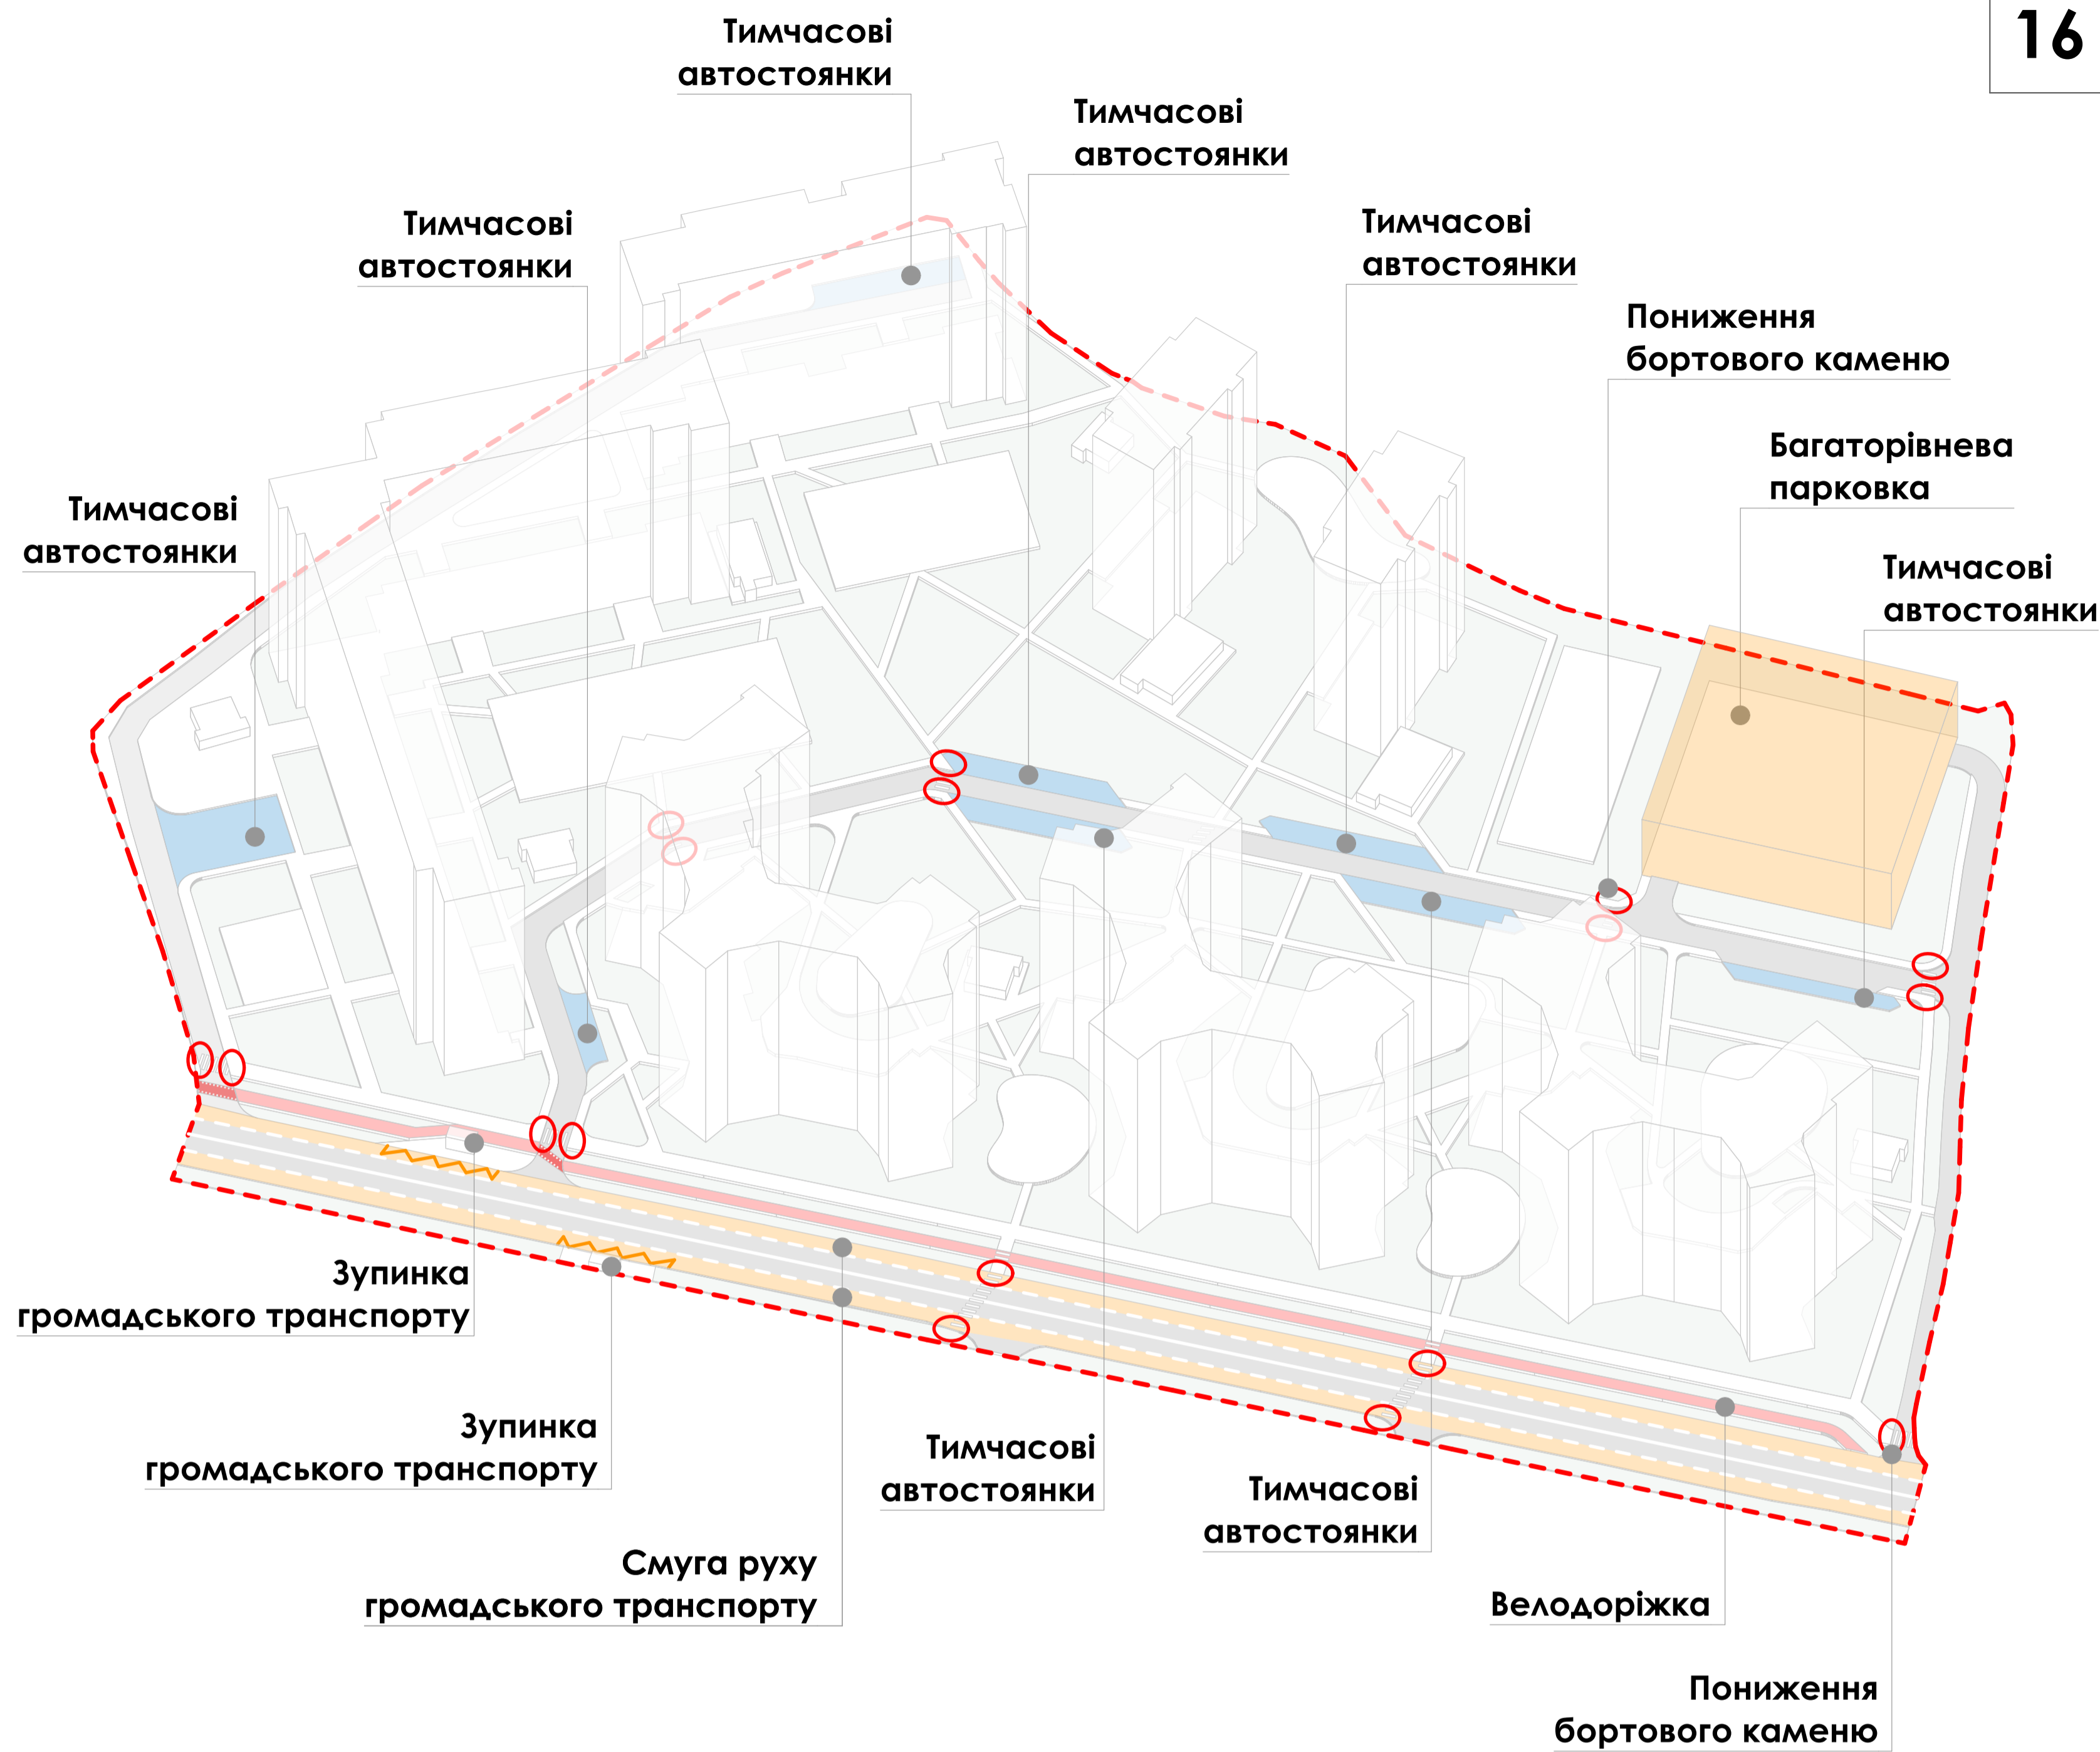 16
Тимчасові
автостоянки
Тимчасові
автостоянки
Тимчасові
автостоянки
Тимчасові
автостоянки
Пониження
бортового каменю
Багаторівнева
парковка
Тимчасові
автостоянки
Тимчасові
автостоянки
Зупинка
громадського транспорту
Зупинка
громадського транспорту
Тимчасові
автостоянки
Тимчасові
автостоянки
Смуга руху
громадського транспорту
Велодоріжка
Пониження
бортового каменю